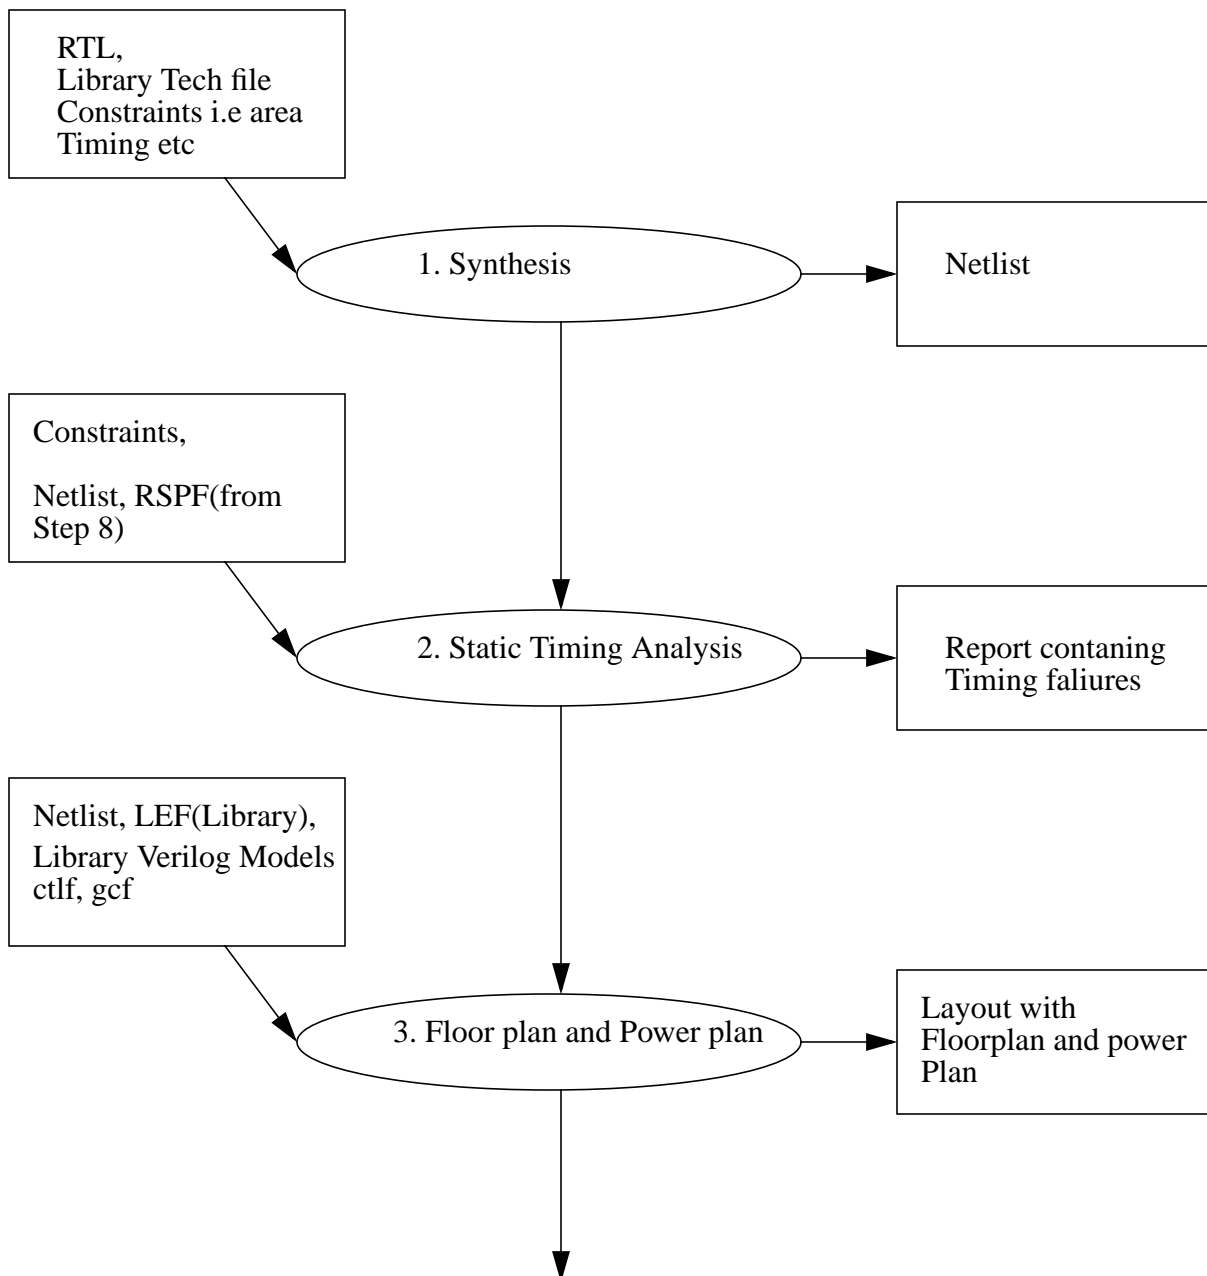 RTL,
Library Tech file
Constraints i.e area
Timing etc
1. Synthesis
Netlist
Constraints,
Netlist, RSPF(from
Step 8)
2. Static Timing Analysis
Report contaning
Timing faliures
Netlist, LEF(Library),
Library Verilog Models
ctlf, gcf
3. Floor plan and Power plan
Layout with
Floorplan and power
Plan